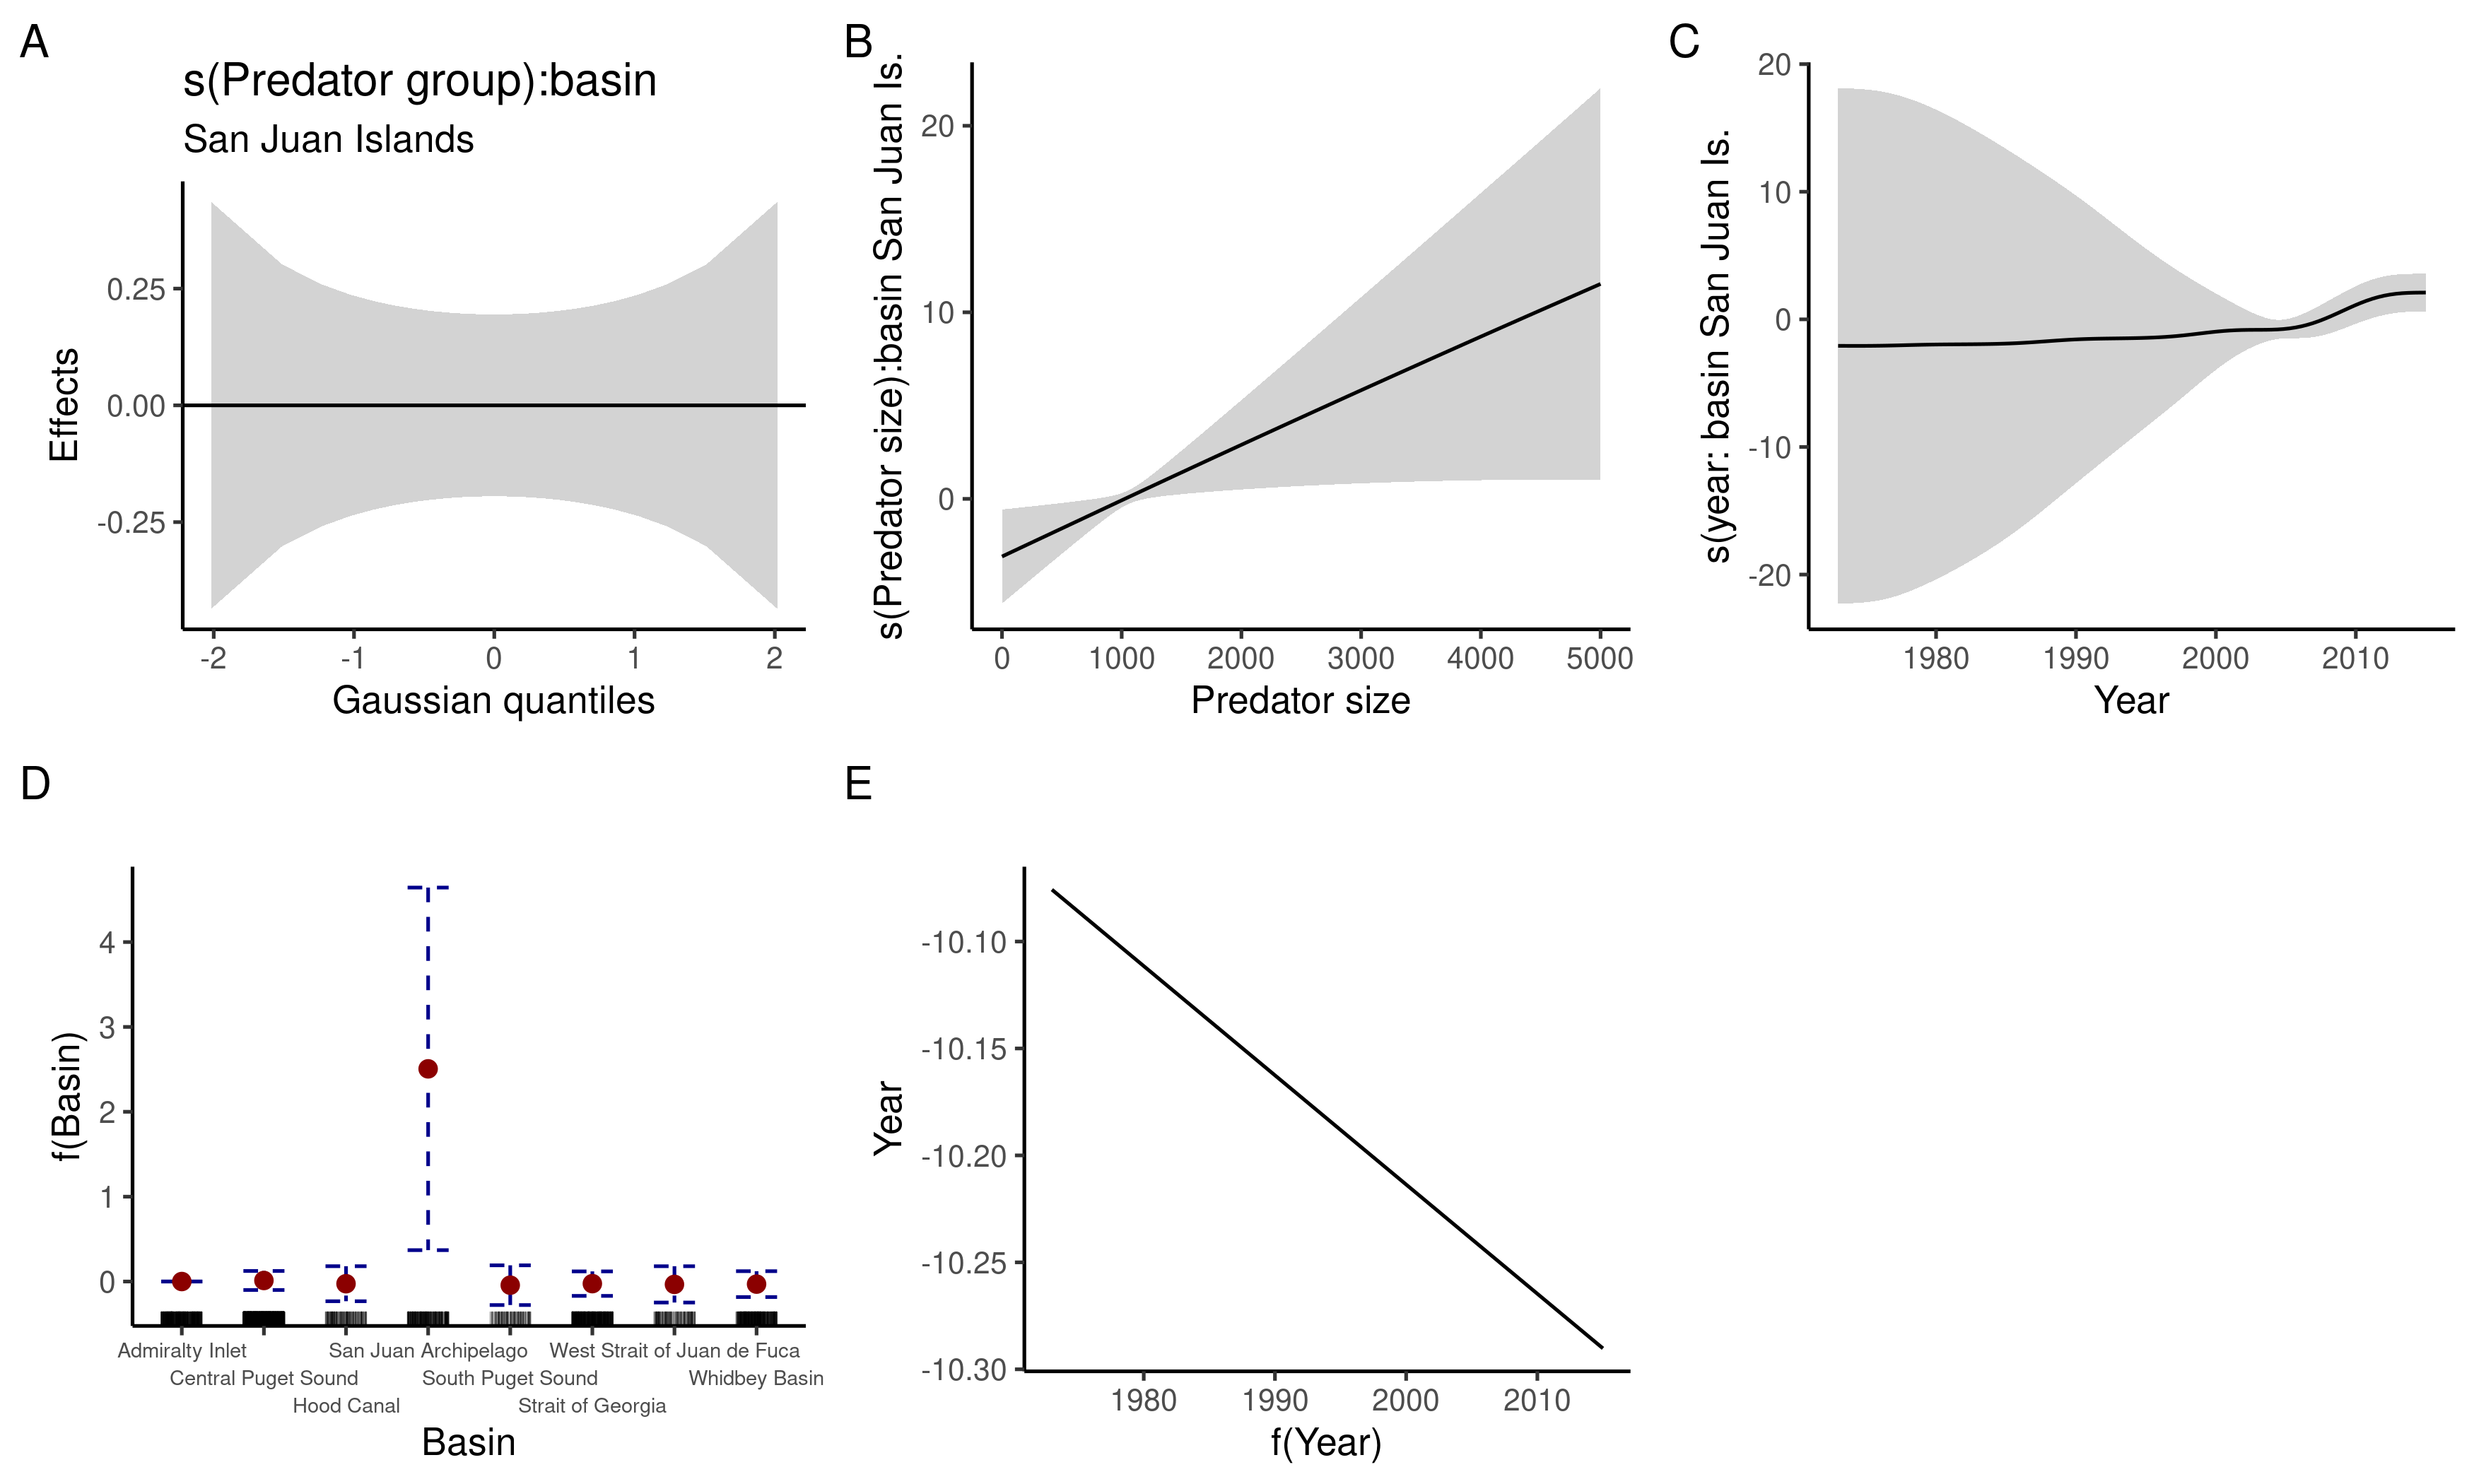 A
s(Predator group):basin
San Juan Islands
Effects
0.25
0.00
-0.25
-2 -1 0 1 2
Gaussian quantiles
B
s(Predator size):basin San Juan Is.
20
10
0
0 1000 2000 3000 4000 5000
Predator size
C
s(year: basin San Juan Is.
20
10
0
-10
-20
1980 1990 2000 2010
Year
D
f(Basin)
4
3
2
1
0
Admiralty Inlet San Juan Archipelago West Strait of Juan de Fuca
Central Puget Sound South Puget Sound Whidbey Basin
Hood Canal Strait of Georgia
Basin
E
Year
-10.10
-10.15
-10.20
-10.25
-10.30
1980 1990 2000 2010
f(Year)